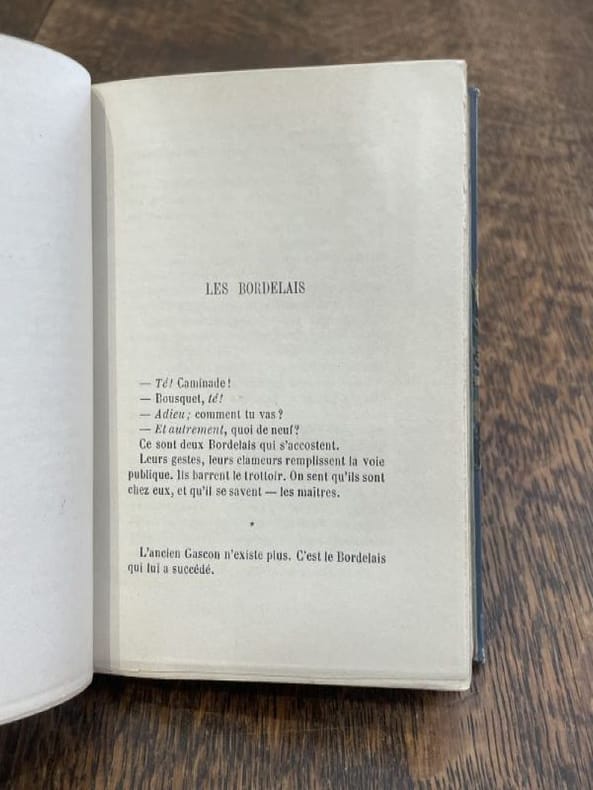 LES BORDELAIS
— Té! Caminade!
— Bousquet, té!
— Adieu; comment tu vas?
— Et autrement, quoi de neuf?
Ce sont deux Bordelais qui s'accostent.
Leurs gestes, leurs clameurs remplissent la voie
publique. Ils barrent le trottoir. On sent qu'ils sont
chez eux, et qu'il se savent — les maîtres.
*
L'ancien Gascon n'existe plus. C'est le Bordelais
qui lui a succédé.